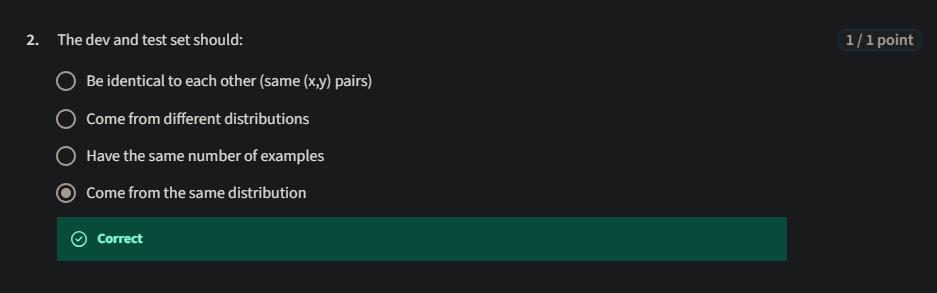 2. The dev and test set should:
1 / 1 point
Be identical to each other (same (x,y) pairs)
Come from different distributions
Have the same number of examples
Come from the same distribution
Correct